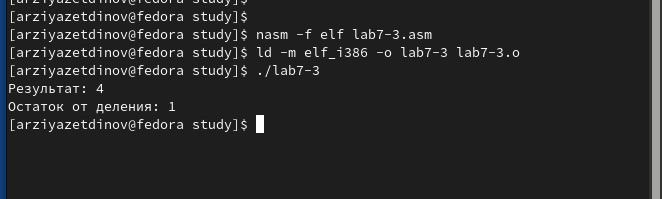 [arziyazetdinov@fedora study]$
[arziyazetdinov@fedora study]$
[arziyazetdinov@fedora study]$ nasm -f elf lab7-3.asm
[arziyazetdinov@fedora study]$ ld -m elf_i386 -o lab7-3 lab7-3.o
[arziyazetdinov@fedora study]$ ./lab7-3
Результат: 4
Остаток от деления: 1
[arziyazetdinov@fedora study]$